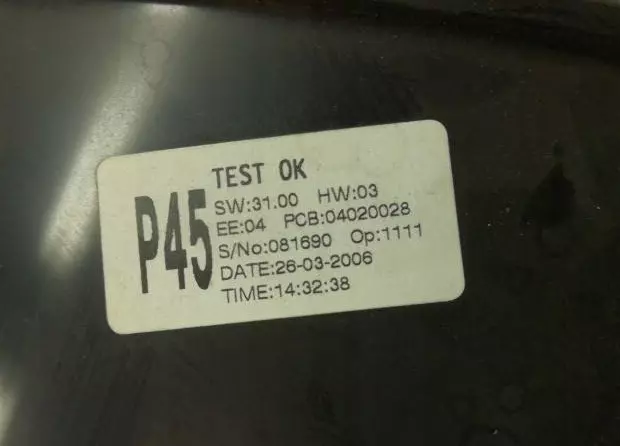 TEST OK
P45
SW:31.00 HW:03
EE:04 PCB:04020028
S/No:081690 Op:1111
DATE:26-03-2006
TIME:14:32:38